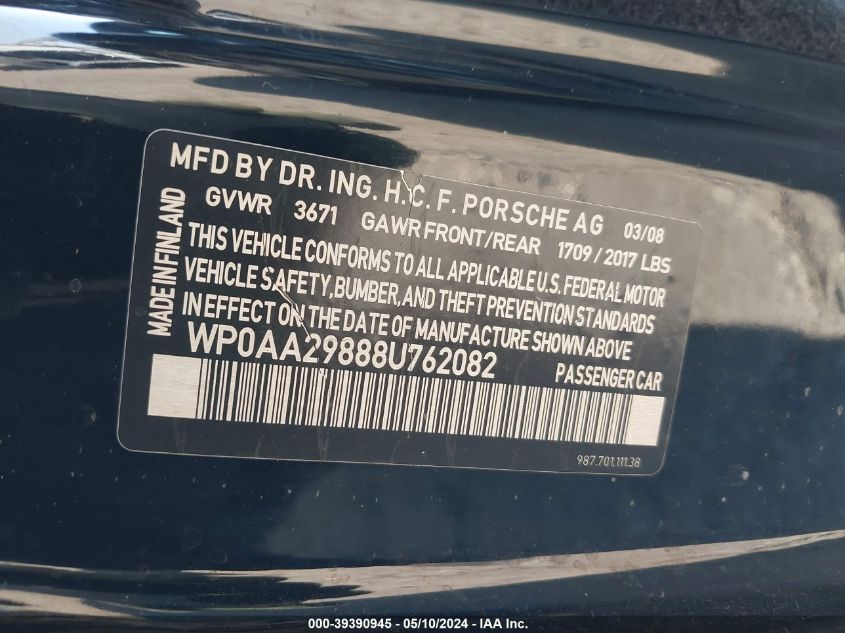 MFD BY DR. ING. H.C. F. PORSCHE AG 03/08
GVWR 3671 GAWR FRONT/REAR 1709 / 2017 LBS
THIS VEHICLE CONFORMS TO ALL APPLICABLE U.S. FEDERAL MOTOR
VEHICLE SAFETY, BUMBER, AND THEFT PREVENTION STANDARDS
IN EFFECT ON THE DATE OF MANUFACTURE SHOWN ABOVE
WP0AA29888U762082 PASSENGER CAR
MADE IN FINLAND
987.701.111.38
000-39390945 - 05/10/2024 - IAA Inc.